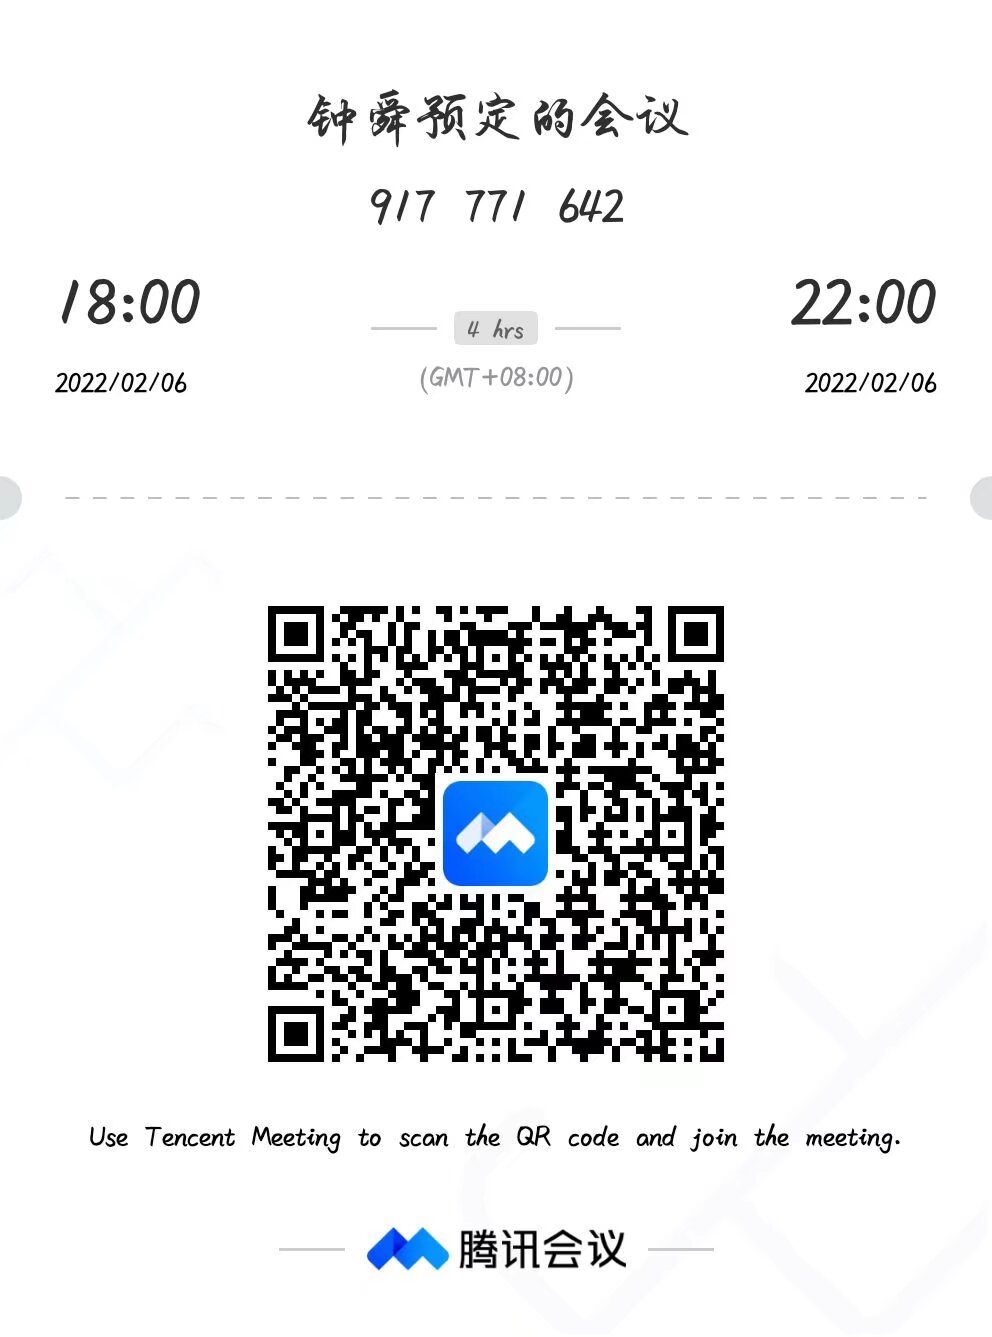 钟舜预定的会议
917 771 642
18:00
4 hrs
22:00
2022/02/06
(GMT+08:00)
2022/02/06
Use Tencent Meeting to scan the QR code and join the meeting.
腾讯会议